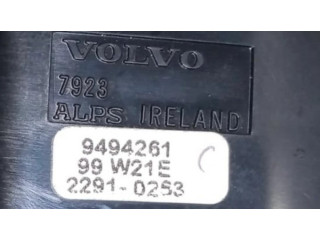 VOLVO
7923
ALPS IRELAND
9494261
99 W21E
2291-0253